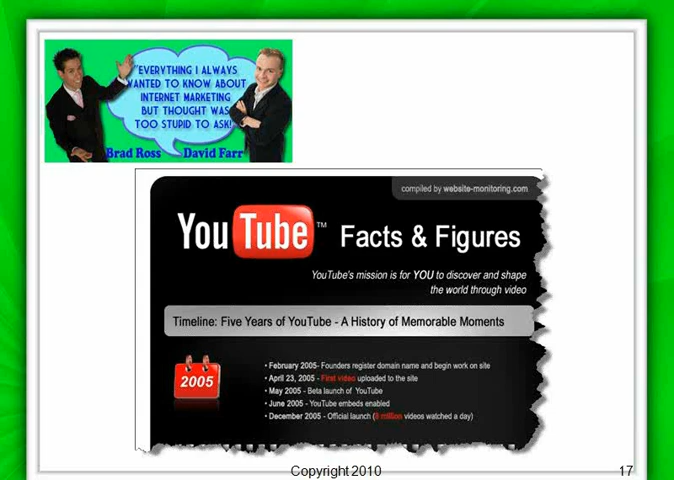 "EVERYTHING I ALWAYS
WANTED TO KNOW ABOUT
INTERNET MARKETING
BUT THOUGHT WAS
TOO STUPID TO ASK!
Brad Ross David Farr
compiled by website-monitoring.com
YouTube™ Facts & Figures
YouTube's mission is for YOU to discover and shape
the world through video
Timeline: Five Years of YouTube - A History of Memorable Moments
2005
• February 2005- Founders register domain name and begin work on site
• April 23, 2005 - First video uploaded to the site
• May 2005 - Beta launch of YouTube
• June 2005 - YouTube embeds enabled
• December 2005 - Official launch (8 million videos watched a day)
Copyright 2010
17